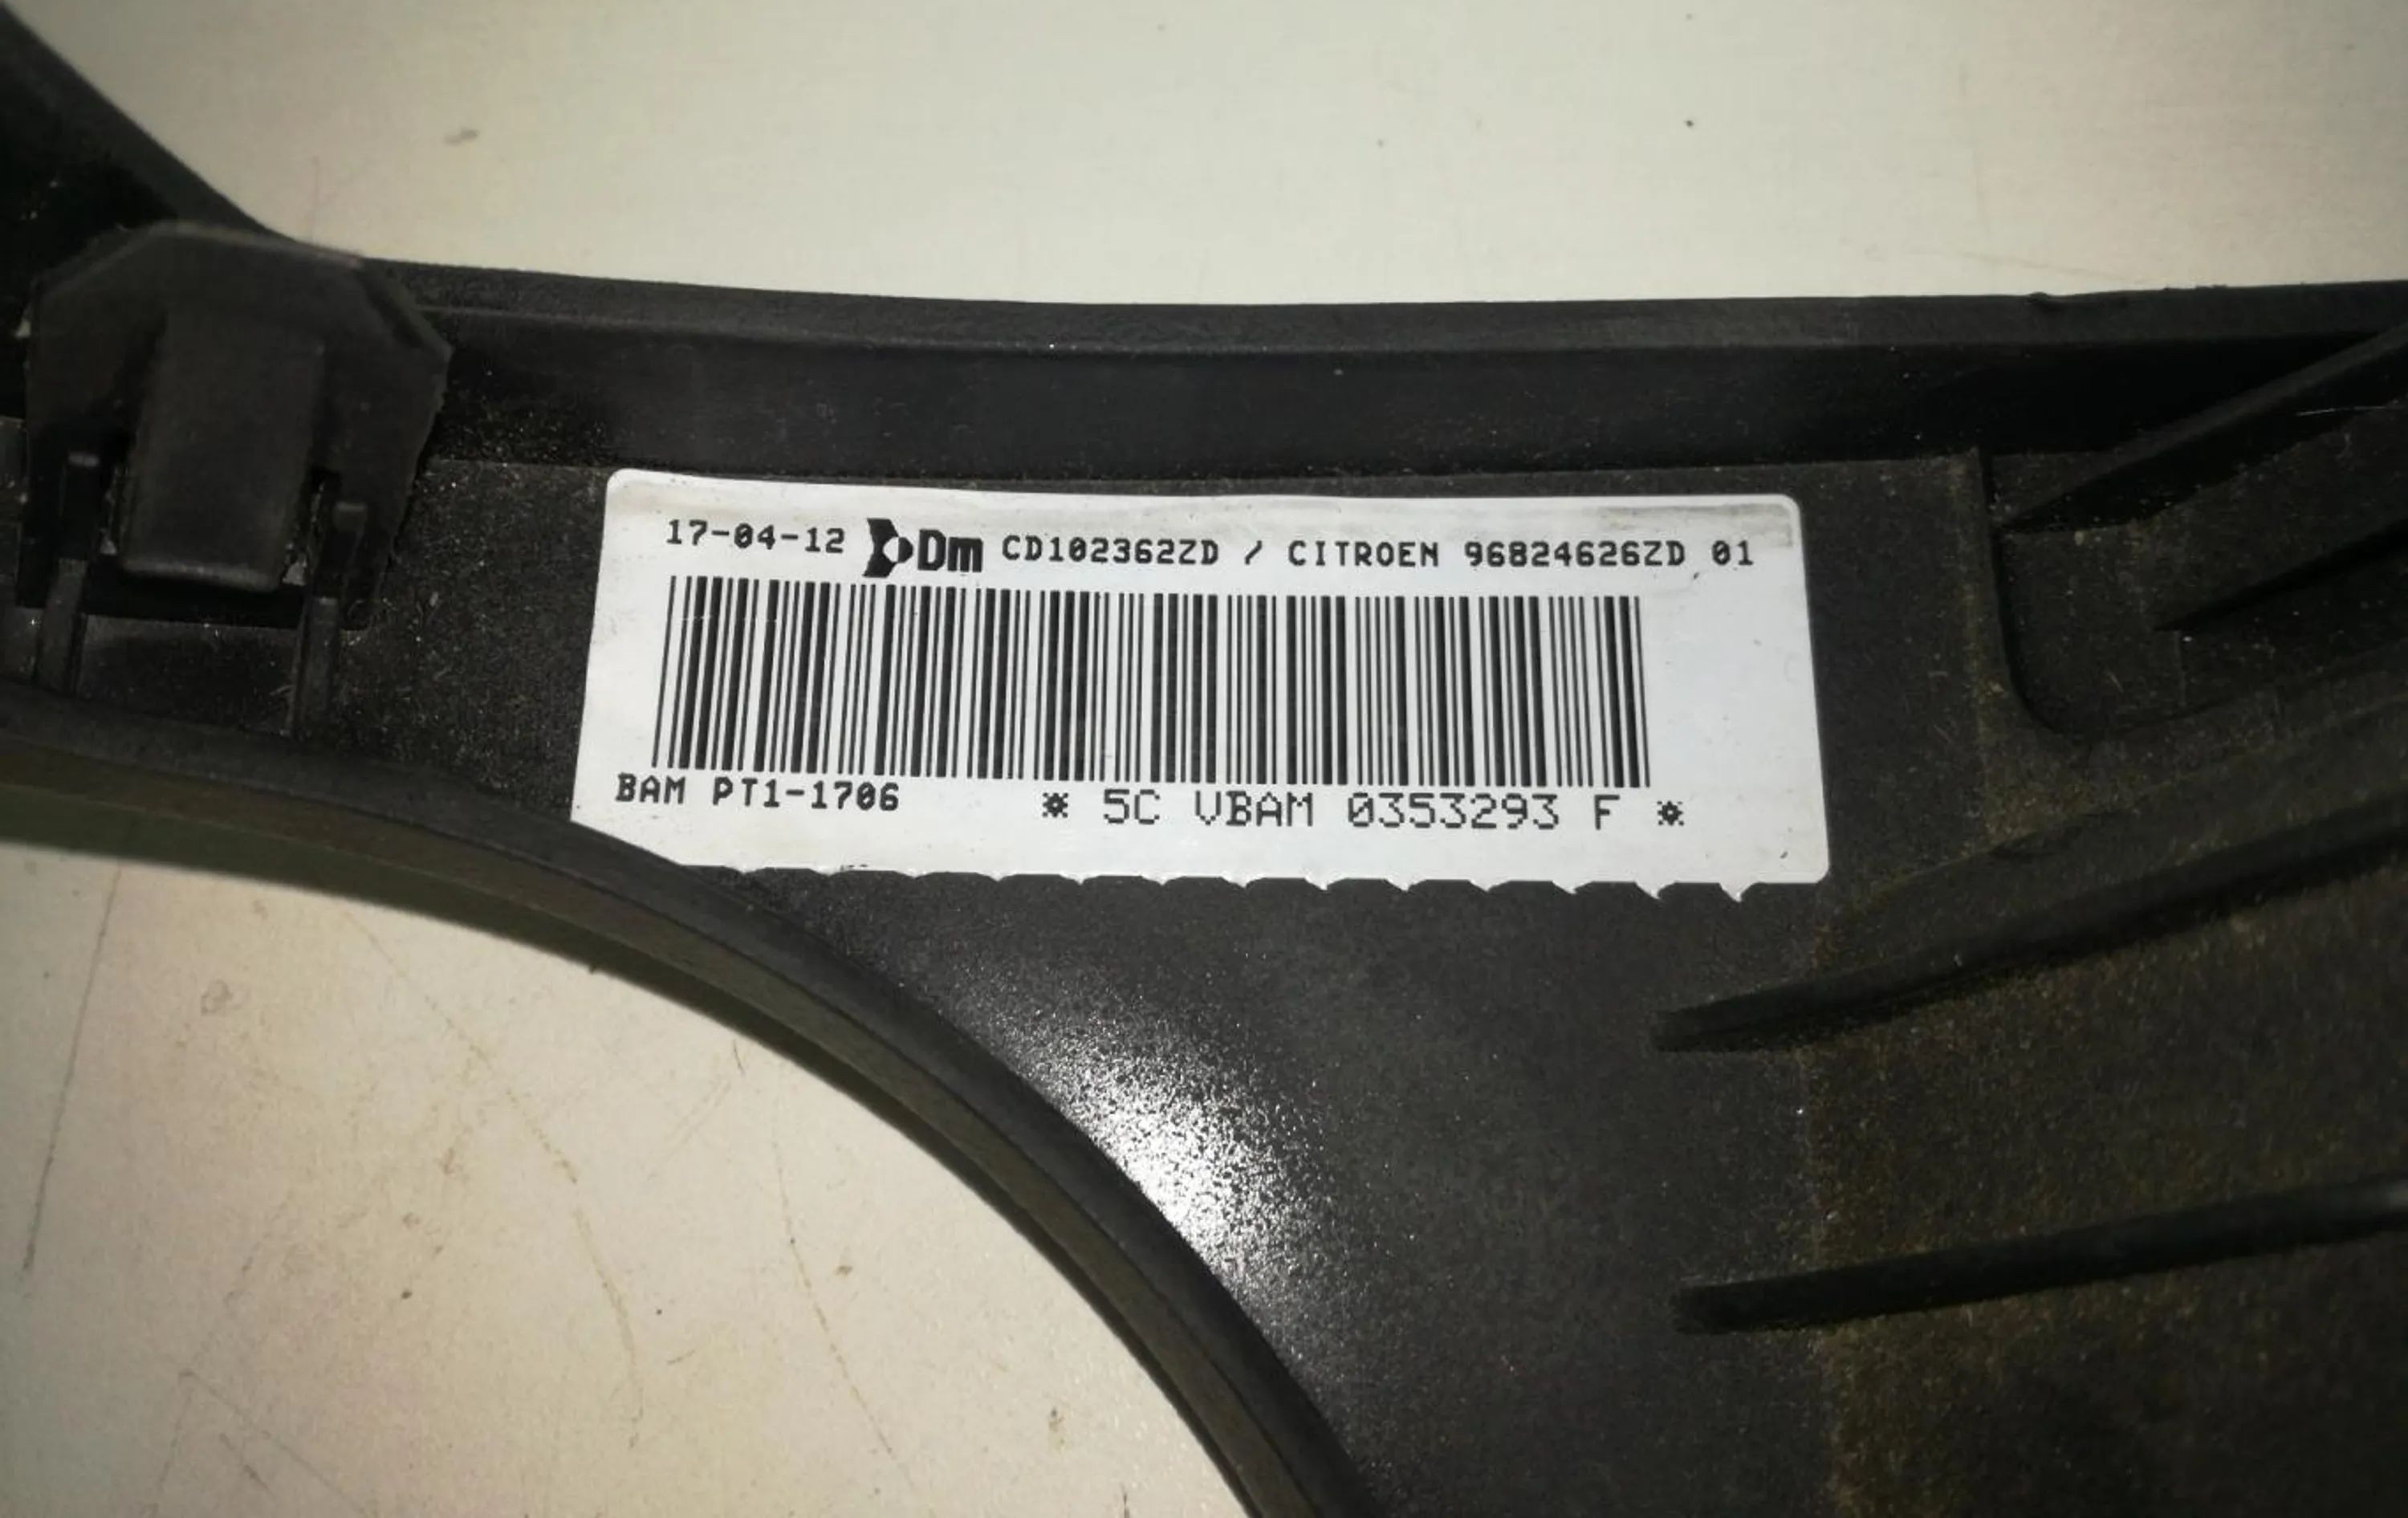 17-04-12 Dm CD102362ZD / CITROEN 96824626ZD 01
BAM PT1-1706 * 5C VBAM 0353293 F *